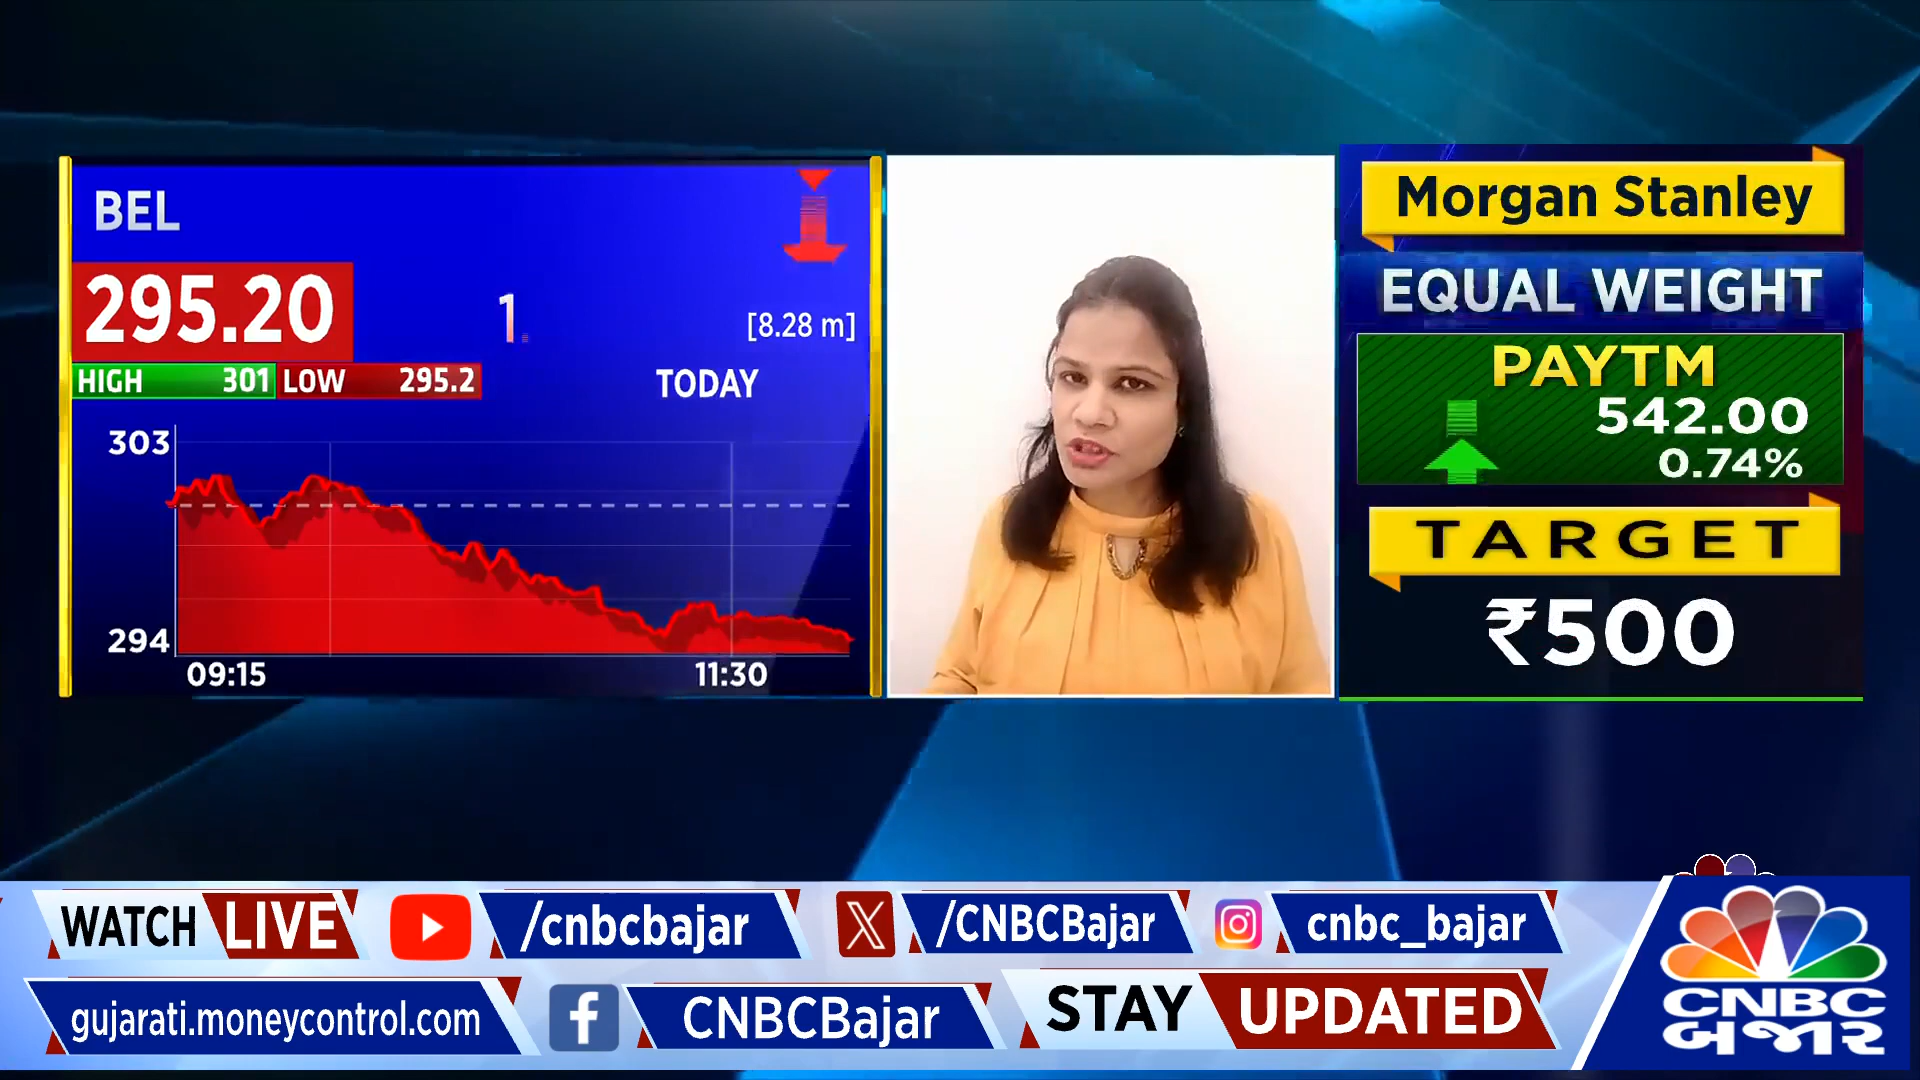 BEL
295.20
1.
[8.28 m]
HIGH 301 LOW 295.2
TODAY
303
294
09:15 11:30
Morgan Stanley
EQUAL WEIGHT
PAYTM
542.00
0.74%
TARGET
₹500
WATCH LIVE /cnbcbajar /CNBCBajar cnbc_bajar
gujarati.moneycontrol.com CNBCBajar STAY UPDATED
CNBC
બજાર